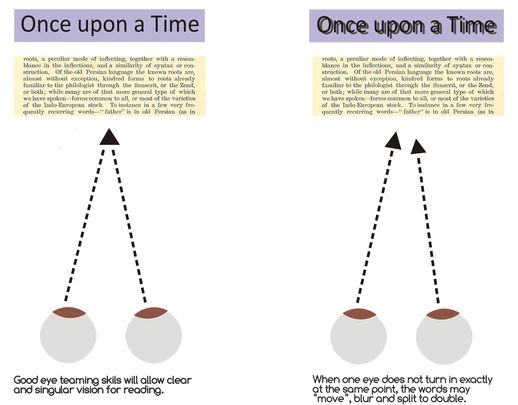 Once upon a Time
roots, a peculiar mode of inflecting, together with a resem-
blance in the inflections, and a similarity of syntax or con-
struction. Of the old Persian language the known roots are,
almost without exception, kindred forms to roots already
familiar to the philologist through the Sanscrit, or the Zend,
or both; while many are of that more general type of which
we have spoken—forms common to all, or most of the varieties
of the Indo-European stock. To instance in a few very fre-
quently recurring words—"father" is in old Persian (as in
Good eye teaming skils will allow clear
and singular vision for reading.
Once upon a Time
roots, a peculiar mode of inflecting, together with a resem-
blance in the inflections, and a similarity of syntax or con-
struction. Of the old Persian language the known roots are,
almost without exception, kindred forms to roots already
familiar to the philologist through the Sanscrit, or the Zend,
or both; while many are of that more general type of which
we have spoken—forms common to all, or most of the varieties
of the Indo-European stock. To instance in a few very fre-
quently recurring words—"father" is in old Persian (as in
When one eye does not turn in exactly
at the same point, the words may
"move", blur and split to double.